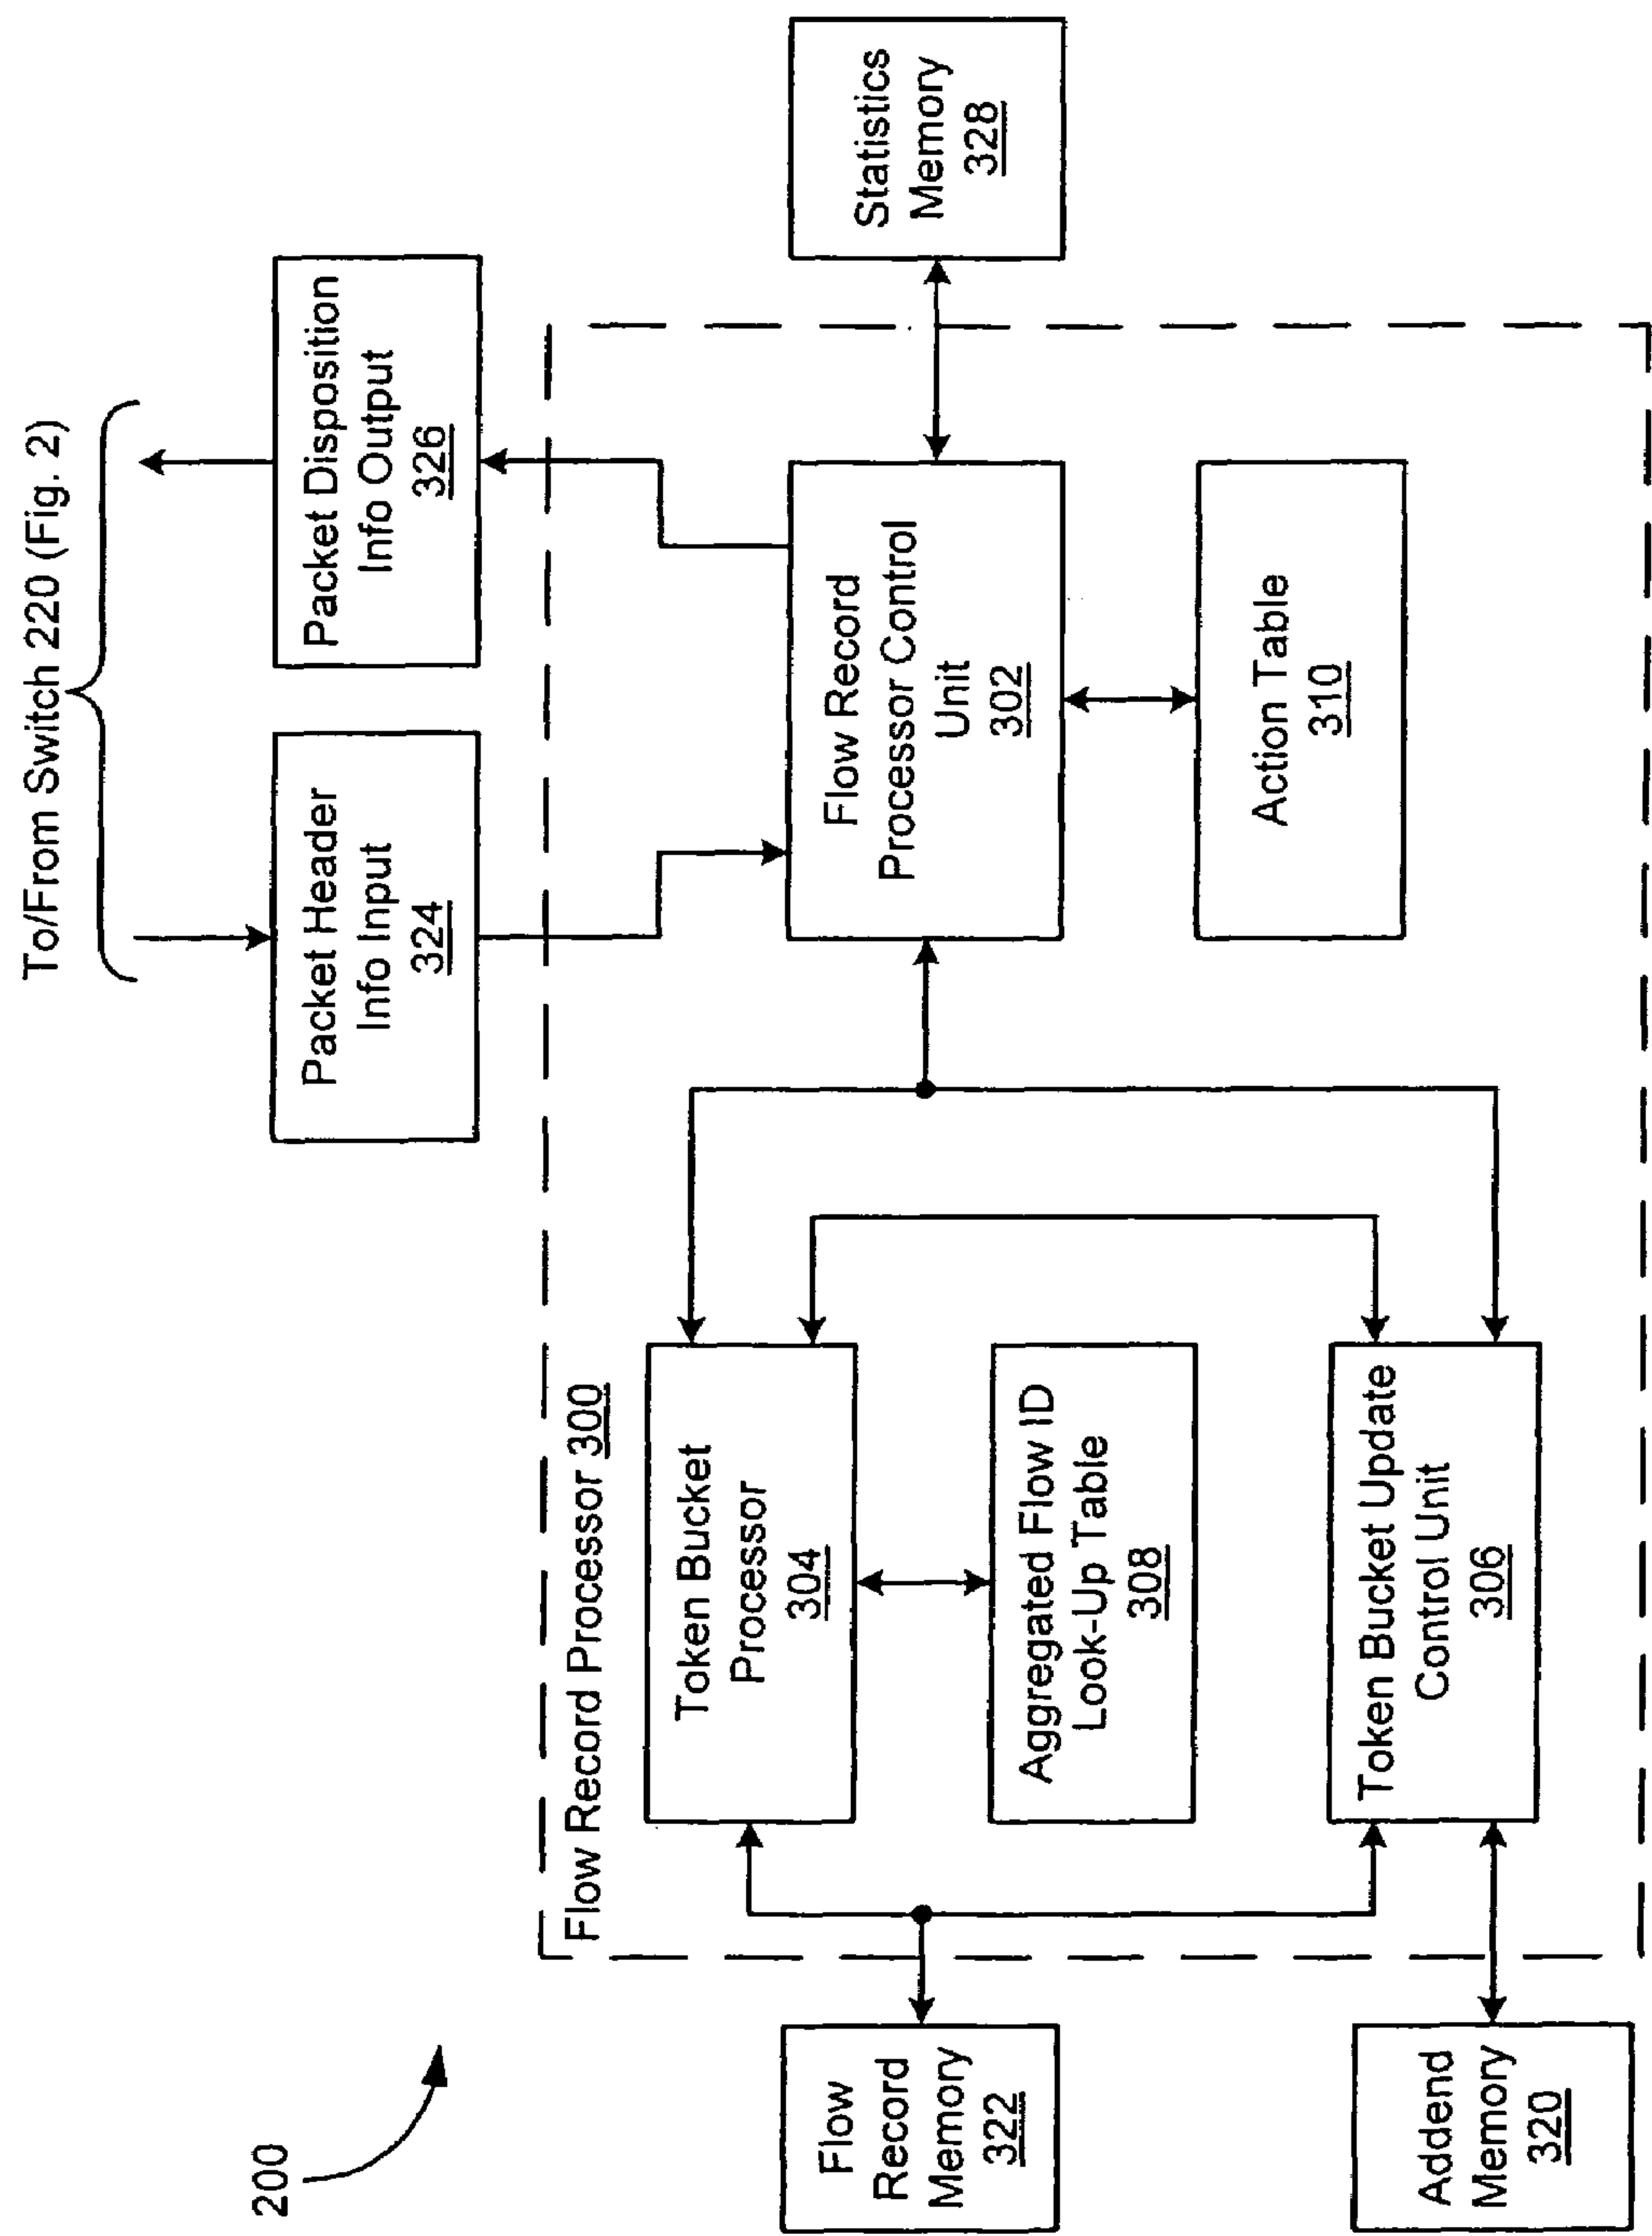 To/From Switch 220 (Fig. 2)
200
Packet Header
Info Input
324
Packet Disposition
Info Output
326
Flow Record Processor 300
Flow
Record
Memory
322
Token Bucket
Processor
304
Flow Record
Processor Control
Unit
302
Statistics
Memory
328
Aggregated Flow ID
Look-Up Table
308
Action Table
310
Addend
Memory
320
Token Bucket Update
Control Unit
306